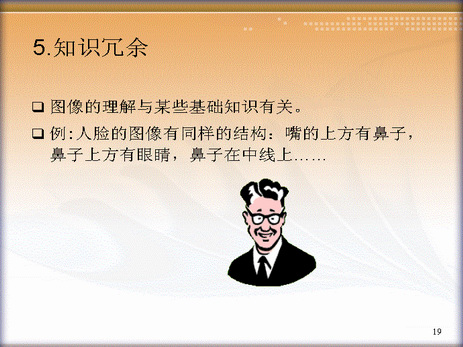 5.知识冗余
图像的理解与某些基础知识有关。
例：人脸的图像有同样的结构：嘴的上方有鼻子，
鼻子上方有眼睛，鼻子在中线上……
19